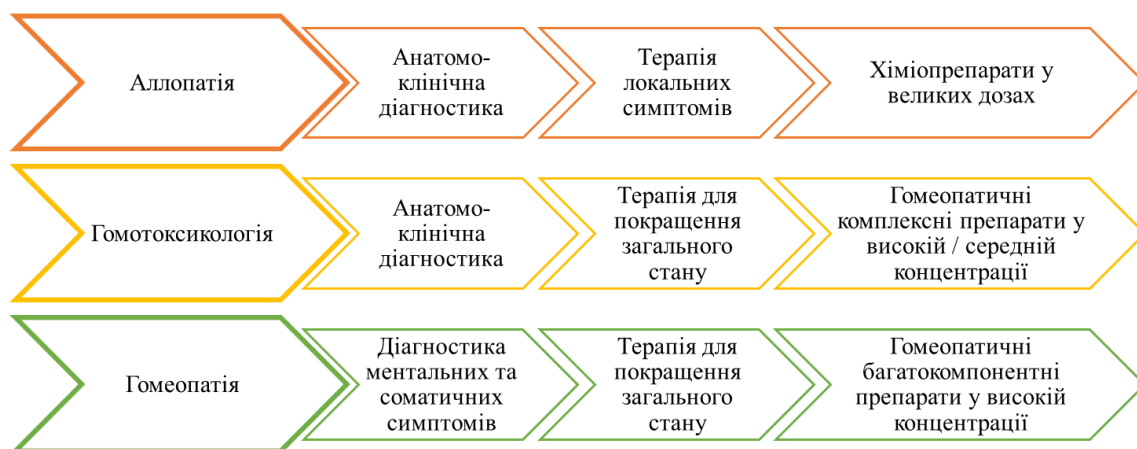 Аллопатія
Анатомо-
клінічна
діагностика
Терапія
локальних
симптомів
Хіміопрепарати у
великих дозах
Гомотоксикологія
Анатомо-
клінічна
діагностика
Терапія для
покращення
загального
стану
Гомеопатичні
комплексні препарати у
високій / середній
концентрації
Гомеопатія
Діагностика
ментальних та
соматичних
симптомів
Терапія для
покращення
загального
стану
Гомеопатичні
багатокомпонентні
препарати у високій
концентрації